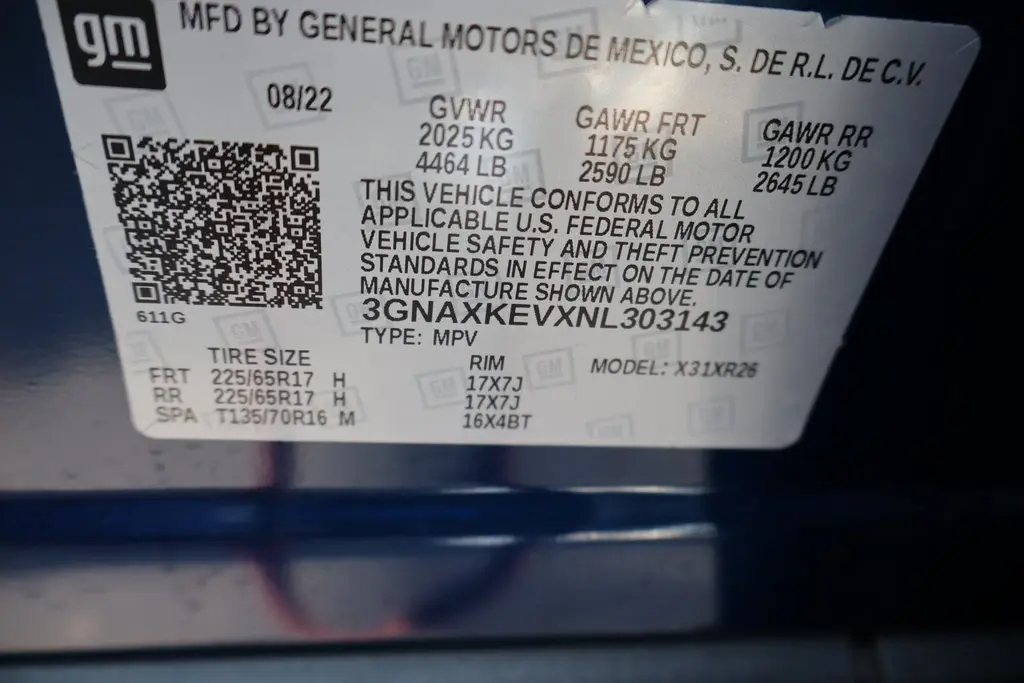 gm
MFD BY GENERAL MOTORS DE MEXICO, S. DE R.L. DE C.V.
08/22
GVWR GAWR FRT GAWR RR
2025 KG 1175 KG 1200 KG
4464 LB 2590 LB 2645 LB
THIS VEHICLE CONFORMS TO ALL
APPLICABLE U.S. FEDERAL MOTOR
VEHICLE SAFETY AND THEFT PREVENTION
STANDARDS IN EFFECT ON THE DATE OF
MANUFACTURE SHOWN ABOVE.
611G
3GNAXKEVXNL303143
TYPE: MPV
TIRE SIZE RIM MODEL: X31XR26
FRT 225/65R17 H 17X7J
RR 225/65R17 H 17X7J
SPA T135/70R16 M 16X4BT